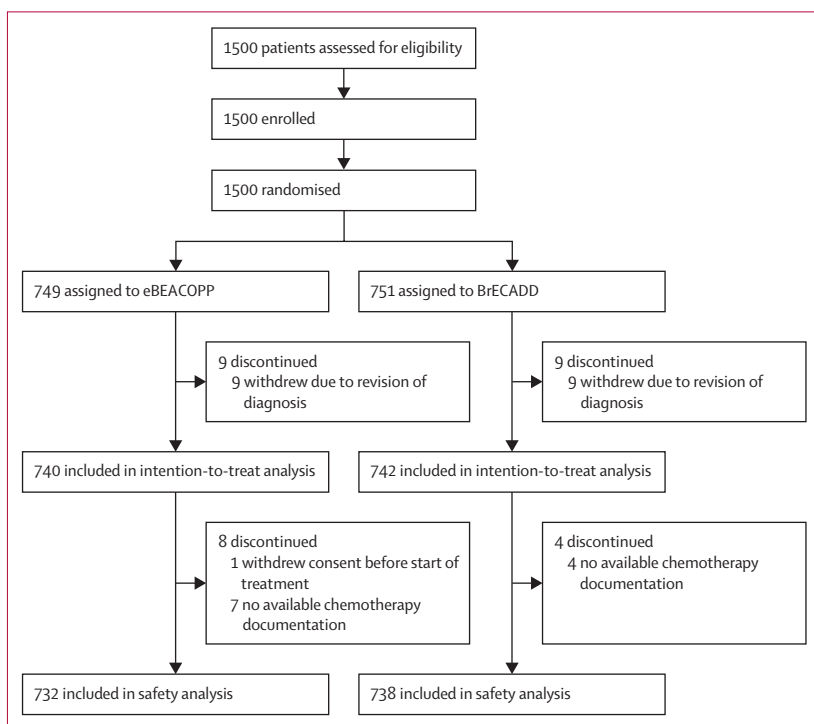 1500 patients assessed for eligibility
1500 enrolled
1500 randomised
749 assigned to eBEACOPP
751 assigned to BrECADD
9 discontinued
9 withdrew due to revision of
diagnosis
9 discontinued
9 withdrew due to revision of
diagnosis
740 included in intention-to-treat analysis
742 included in intention-to-treat analysis
8 discontinued
1 withdrew consent before start of
treatment
7 no available chemotherapy
documentation
4 discontinued
4 no available chemotherapy
documentation
732 included in safety analysis
738 included in safety analysis